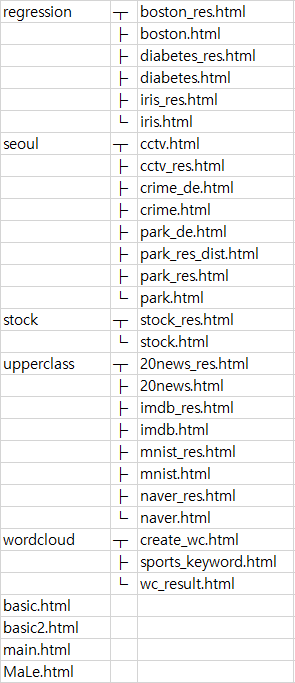 regression ┬ boston_res.html
├ boston.html
├ diabetes_res.html
├ diabetes.html
├ iris_res.html
└ iris.html
seoul ┬ cctv.html
├ cctv_res.html
├ crime_de.html
├ crime.html
├ park_de.html
├ park_res_dist.html
├ park_res.html
└ park.html
stock ┬ stock_res.html
└ stock.html
upperclass ┬ 20news_res.html
├ 20news.html
├ imdb_res.html
├ imdb.html
├ mnist_res.html
├ mnist.html
├ naver_res.html
└ naver.html
wordcloud ┬ create_wc.html
├ sports_keyword.html
└ wc_result.html
basic.html
basic2.html
main.html
MaLe.html